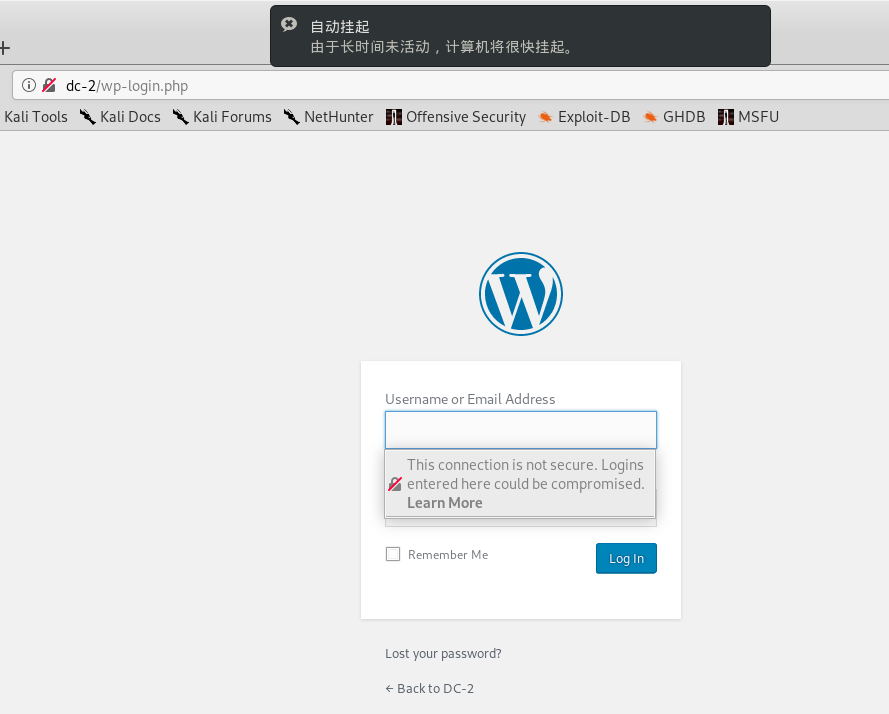 自动挂起
由于长时间未活动，计算机将很快挂起。
+
dc-2/wp-login.php
Kali Tools Kali Docs Kali Forums NetHunter Offensive Security Exploit-DB GHDB MSFU
Username or Email Address
This connection is not secure. Logins
entered here could be compromised.
Learn More
Remember Me Log In
Lost your password?
← Back to DC-2